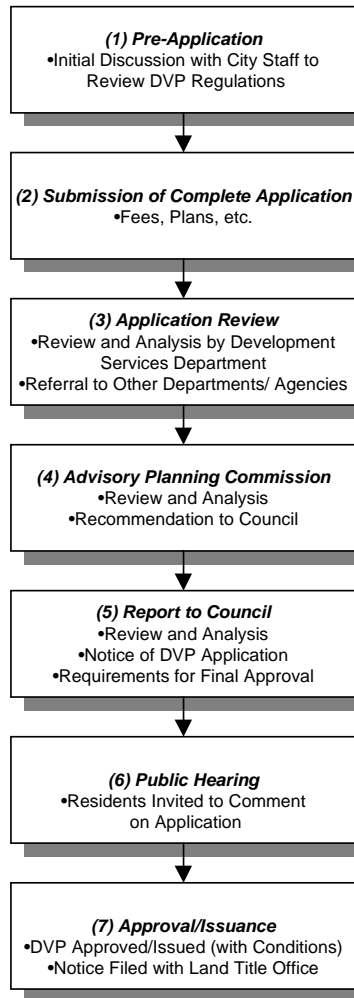 (1) Pre-Application
•Initial Discussion with City Staff to
Review DVP Regulations
(2) Submission of Complete Application
•Fees, Plans, etc.
(3) Application Review
•Review and Analysis by Development
Services Department
•Referral to Other Departments/ Agencies
(4) Advisory Planning Commission
•Review and Analysis
•Recommendation to Council
(5) Report to Council
•Review and Analysis
•Notice of DVP Application
•Requirements for Final Approval
(6) Public Hearing
•Residents Invited to Comment
on Application
(7) Approval/Issuance
•DVP Approved/Issued (with Conditions)
•Notice Filed with Land Title Office